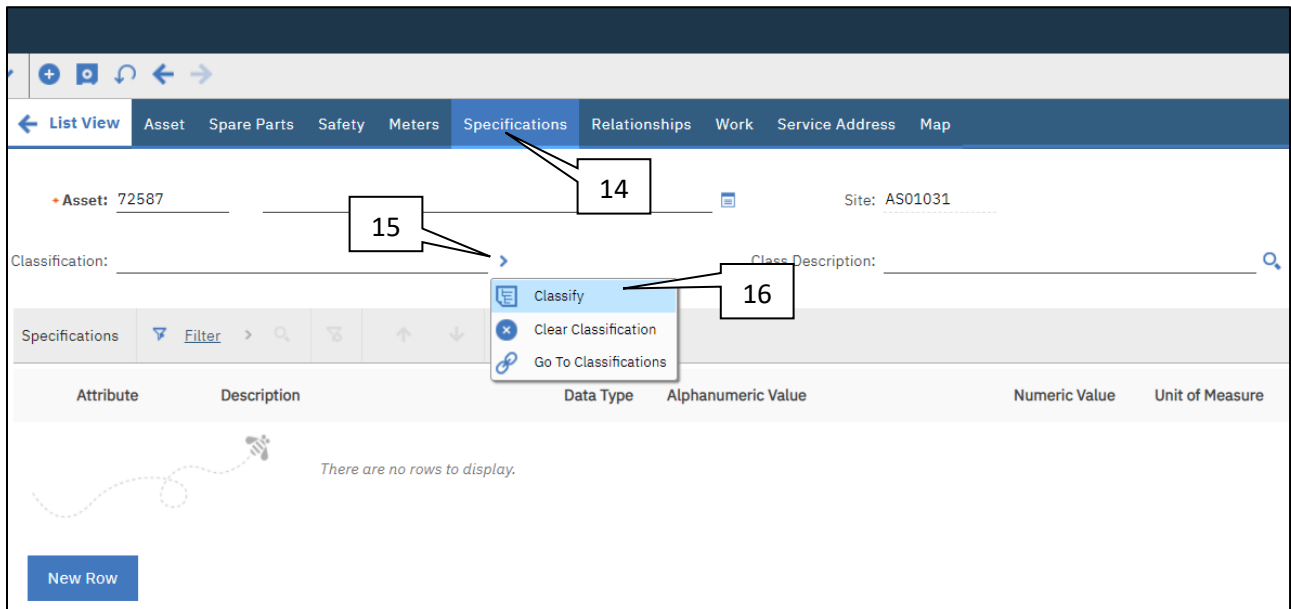 List View Asset Spare Parts Safety Meters Specifications Relationships Work Service Address Map
14
* Asset: 72587 Site: AS01031
15
Classification: Class Description:
16
Classify
Clear Classification
Go To Classifications
Specifications Filter
Attribute Description Data Type Alphanumeric Value Numeric Value Unit of Measure
There are no rows to display.
New Row